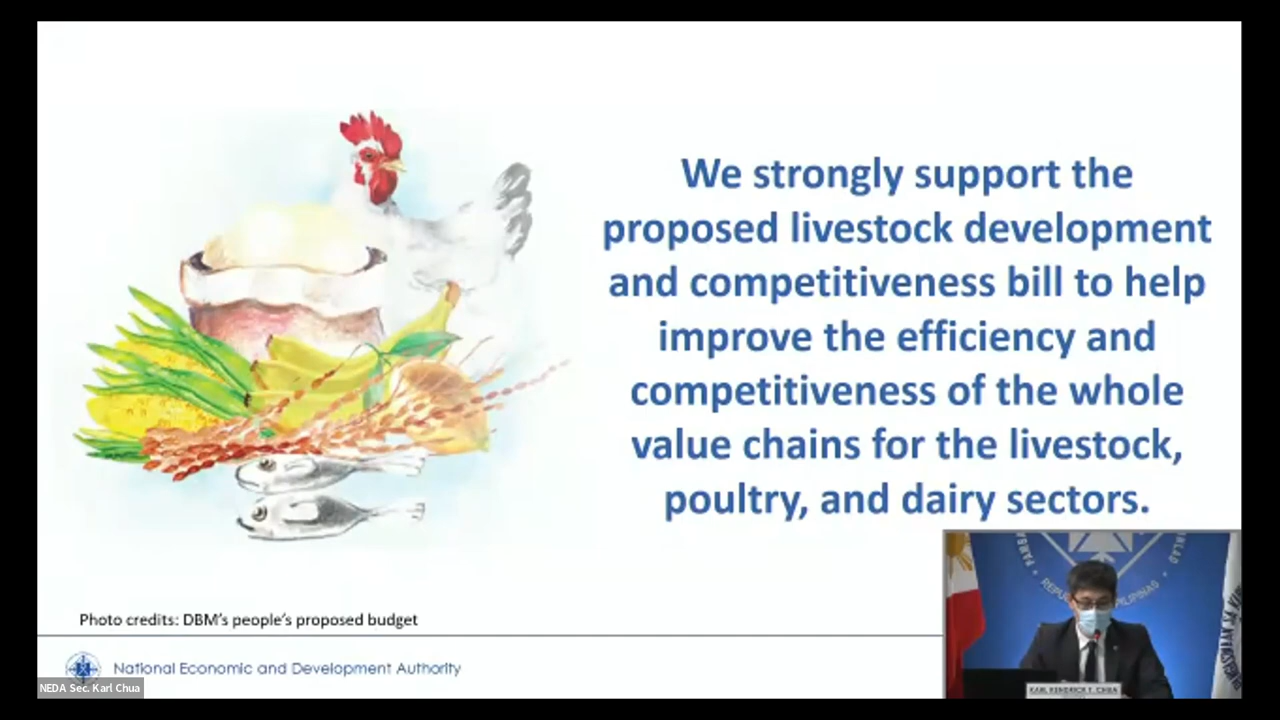 We strongly support the
proposed livestock development
and competitiveness bill to help
improve the efficiency and
competitiveness of the whole
value chains for the livestock,
poultry, and dairy sectors.
Photo credits: DBM's people's proposed budget
National Economic and Development Authority
NEDA Sec. Karl Chua
KARL KENDRICK T. CHUA